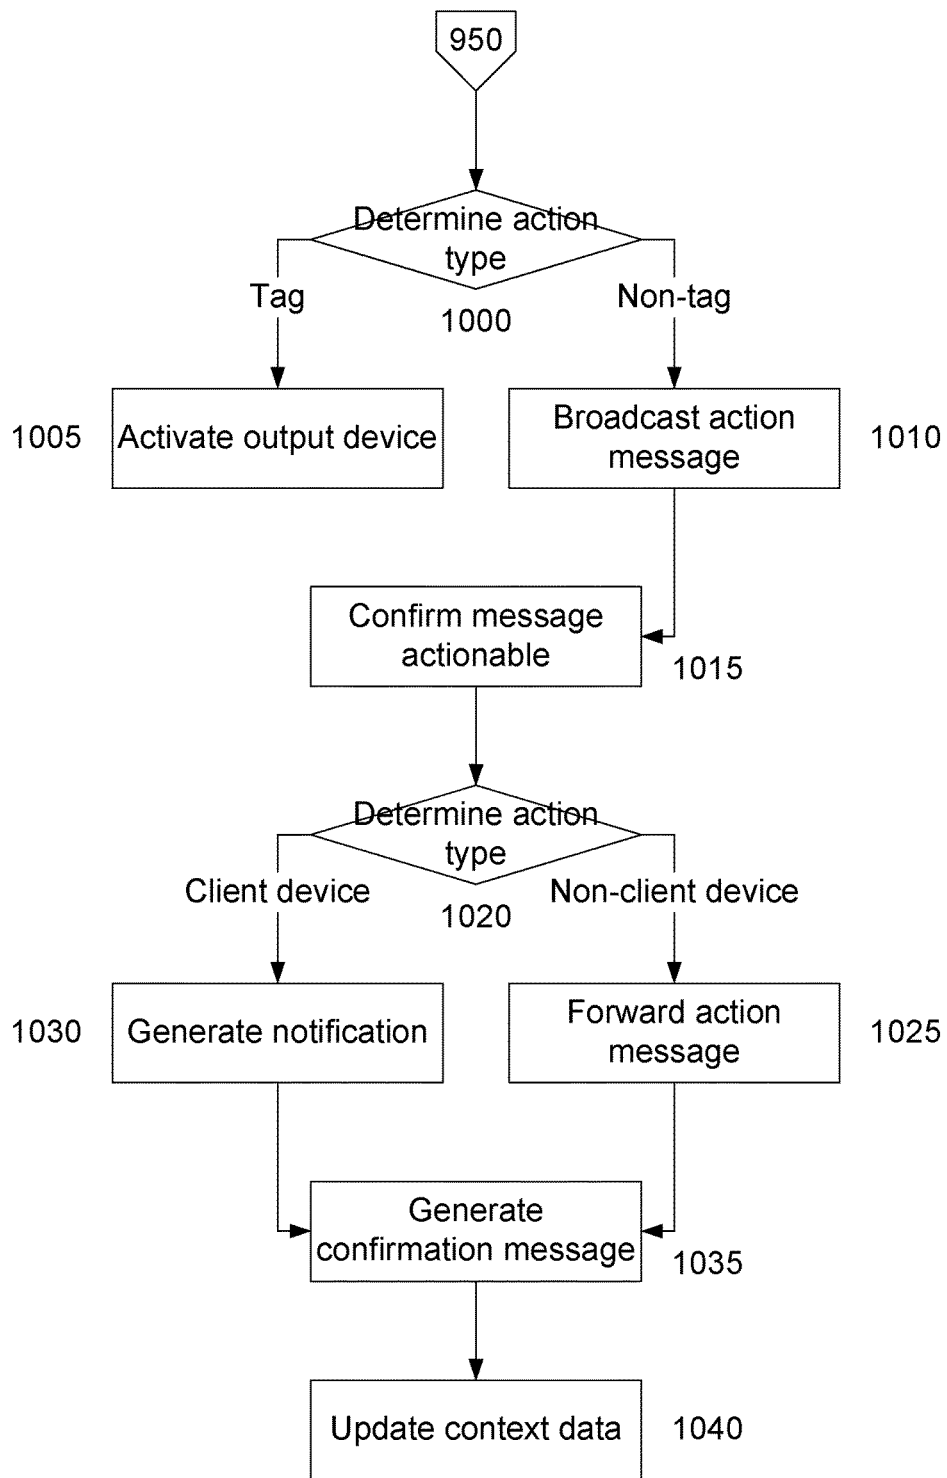 950
Determine action
type
Tag
1000
Non-tag
1005
Activate output device
Broadcast action
message
1010
Confirm message
actionable
1015
Determine action
type
Client device
1020
Non-client device
1030
Generate notification
Forward action
message
1025
Generate
confirmation message
1035
Update context data
1040